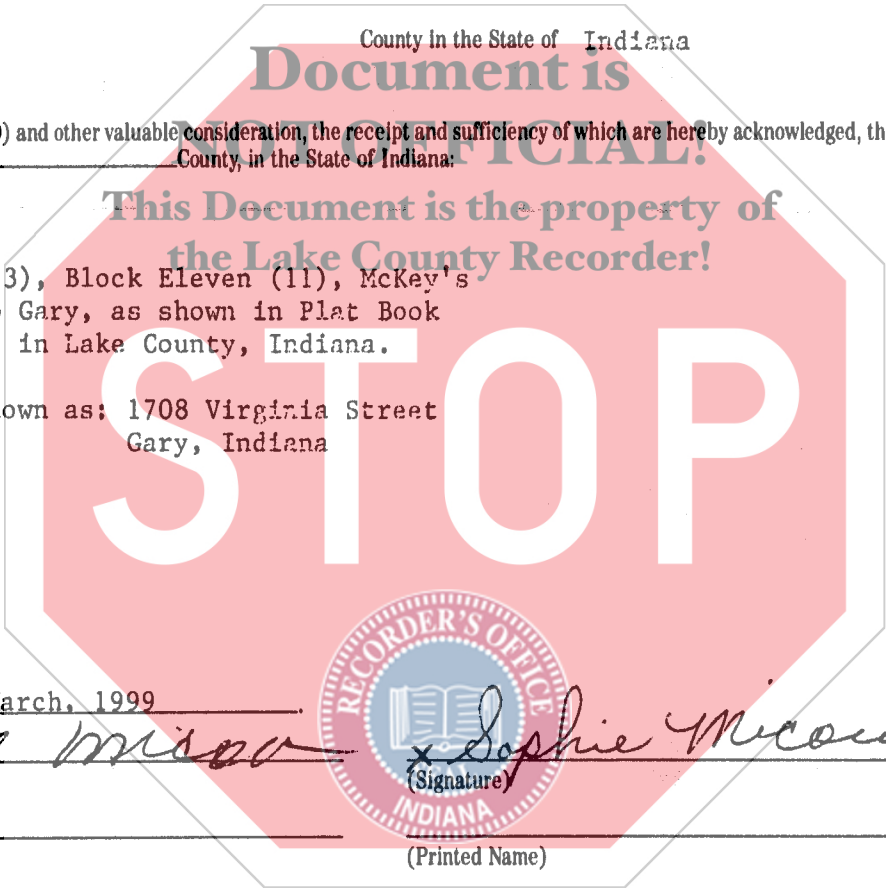 County in the State of Indiana
Document is
) and other valuable consideration, the receipt and sufficiency of which are hereby acknowledged, th
NOT OFFICIAL!
County, in the State of Indiana:
This Document is the property of
the Lake County Recorder!
3), Block Eleven (11), McKey's
Gary, as shown in Plat Book
in Lake County, Indiana.
own as: 1708 Virginia Street
Gary, Indiana
STOP
RECORDER'S OFFICE
arch, 1999
x Sophie
(Signature)
INDIANA
(Printed Name)